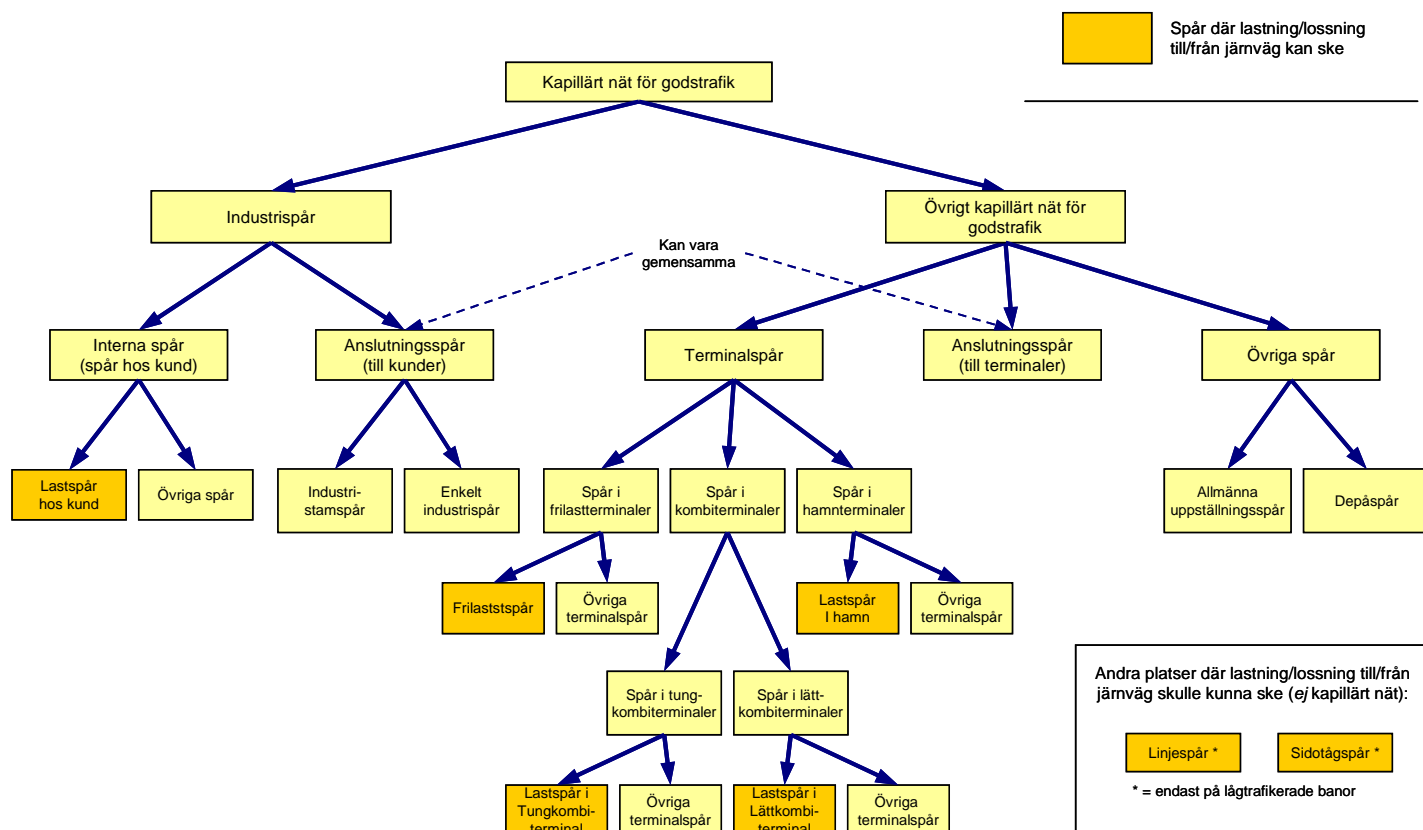 Spår där lastning/lossning
till/från järnväg kan ske
Kapillärt nät för godstrafik
Industrispår
Övrigt kapillärt nät för
godstrafik
Kan vara
gemensamma
Interna spår
(spår hos kund)
Anslutningsspår
(till kunder)
Terminalspår
Anslutningsspår
(till terminaler)
Övriga spår
Lastspår
hos kund
Övriga spår
Industri-
stamspår
Enkelt
industrispår
Spår i
frilastterminaler
Spår i
kombiterminaler
Spår i
hamnterminaler
Allmänna
uppställningsspår
Depåspår
Frilaststspår
Övriga
terminalspår
Lastspår
I hamn
Övriga
terminalspår
Spår i tung-
kombiterminaler
Spår i lätt-
kombiterminaler
Lastspår i
Tungkombi-
terminal
Övriga
terminalspår
Lastspår i
Lättkombi-
terminal
Övriga
terminalspår
Andra platser där lastning/lossning till/från
järnväg skulle kunna ske (ej kapillärt nät):
Linjespår *
Sidotågspår *
* = endast på lågtrafikerade banor